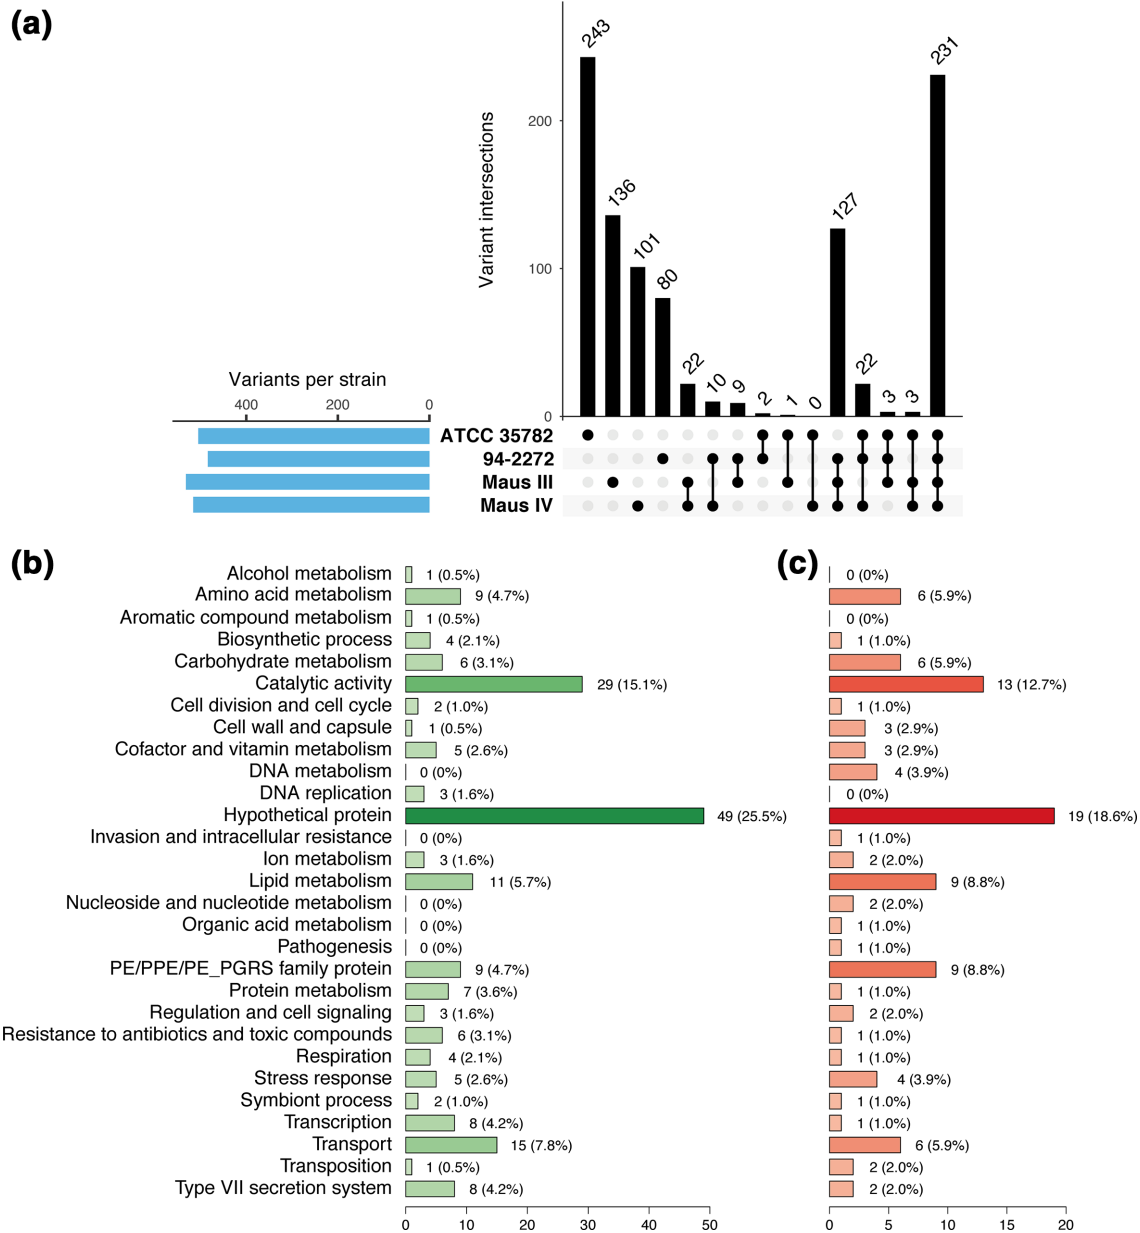 (a)
243
136
101
80
22
10
9
2
1
0
127
22
3
3
231
Variant intersections
200
100
0
Variants per strain
400 200 0
ATCC 35782
94-2272
Maus III
Maus IV
(b) (c)
Alcohol metabolism 1 (0.5%) 0 (0%)
Amino acid metabolism 9 (4.7%) 6 (5.9%)
Aromatic compound metabolism 1 (0.5%) 0 (0%)
Biosynthetic process 4 (2.1%) 1 (1.0%)
Carbohydrate metabolism 6 (3.1%) 6 (5.9%)
Catalytic activity 29 (15.1%) 13 (12.7%)
Cell division and cell cycle 2 (1.0%) 1 (1.0%)
Cell wall and capsule 1 (0.5%) 3 (2.9%)
Cofactor and vitamin metabolism 5 (2.6%) 3 (2.9%)
DNA metabolism 0 (0%) 4 (3.9%)
DNA replication 3 (1.6%) 0 (0%)
Hypothetical protein 49 (25.5%) 19 (18.6%)
Invasion and intracellular resistance 0 (0%) 1 (1.0%)
Ion metabolism 3 (1.6%) 2 (2.0%)
Lipid metabolism 11 (5.7%) 9 (8.8%)
Nucleoside and nucleotide metabolism 0 (0%) 2 (2.0%)
Organic acid metabolism 0 (0%) 1 (1.0%)
Pathogenesis 0 (0%) 1 (1.0%)
PE/PPE/PE_PGRS family protein 9 (4.7%) 9 (8.8%)
Protein metabolism 7 (3.6%) 1 (1.0%)
Regulation and cell signaling 3 (1.6%) 2 (2.0%)
Resistance to antibiotics and toxic compounds 6 (3.1%) 1 (1.0%)
Respiration 4 (2.1%) 1 (1.0%)
Stress response 5 (2.6%) 4 (3.9%)
Symbiont process 2 (1.0%) 1 (1.0%)
Transcription 8 (4.2%) 1 (1.0%)
Transport 15 (7.8%) 6 (5.9%)
Transposition 1 (0.5%) 2 (2.0%)
Type VII secretion system 8 (4.2%) 2 (2.0%)
0 10 20 30 40 50 0 5 10 15 20